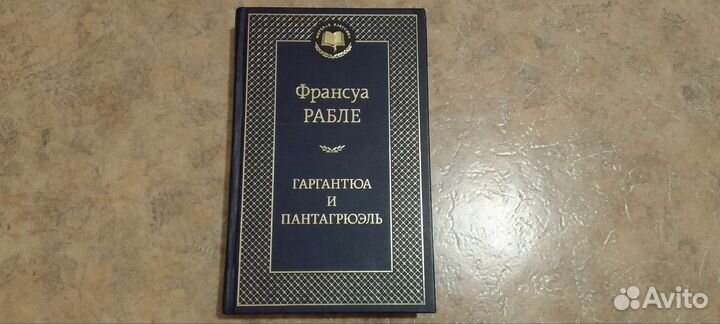 Франсуа
РАБЛЕ
ГАРГАНТЮА
И
ПАНТАГРЮЭЛЬ
Avito